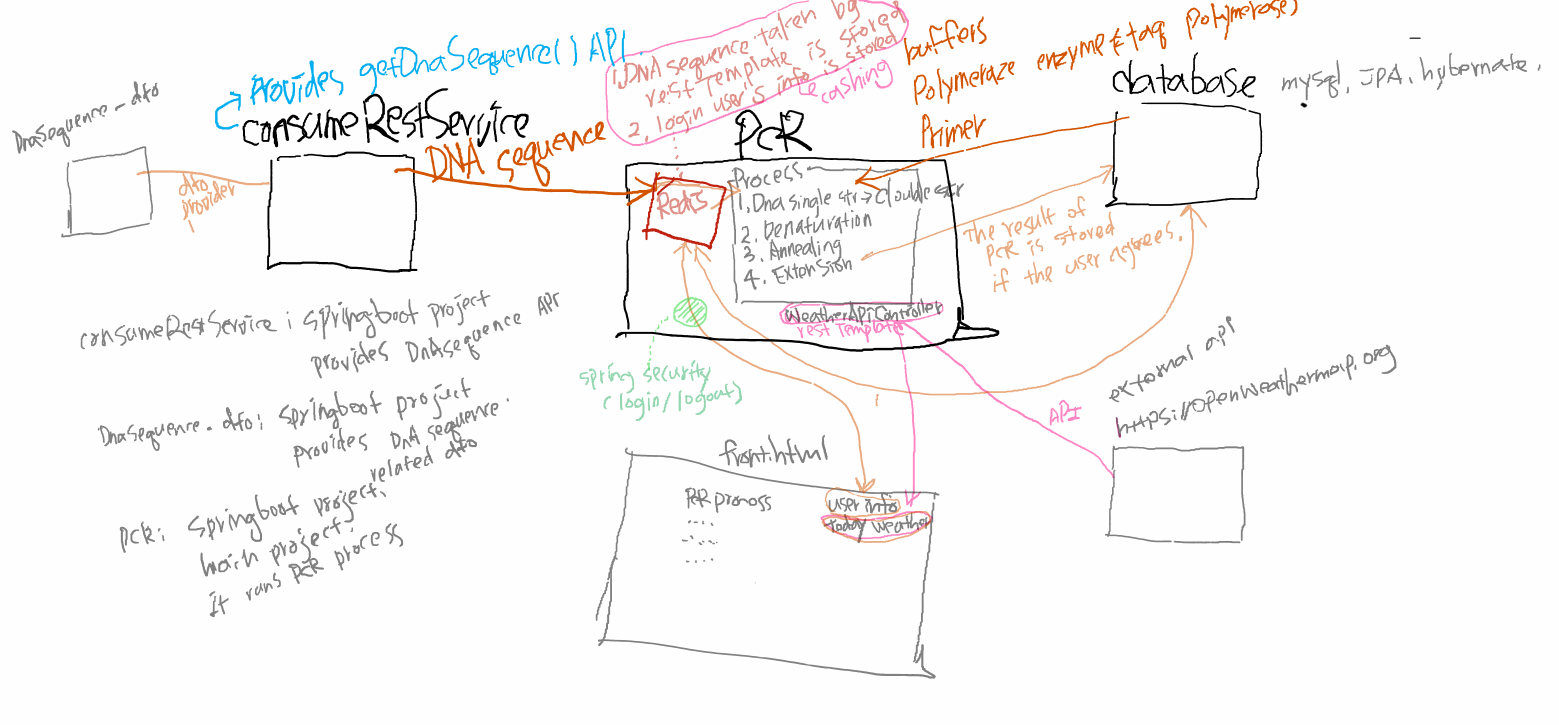 Provides getDnaSequence() API.
DnaSequence-dto
consumeRestService
dto
provider
DNA sequence
1. DNA sequence taken by
restTemplate is stored
2. login user's info is stored
cashing
buffers
Polymeraze enzyme(taq polymerase)
Primer
PCR
database
mysql, JPA, hybernate,
Redis
Process
1. Dna single str → double str
2. Denaturation
3. Annealing
4. Extension
WeatherApiController
rest Template
The result of
PCR is stored
if the user agrees.
spring security
(login/logout)
API
external api
https://openweathermap.org
consumeRestService : springboot project
provides DnAsequence API
DnaSequence-dto: springboot project
provides DnA sequence
related dto
PCR: springboot project.
main project.
It runs PCR process
front.html
PCR process
user info
today weather